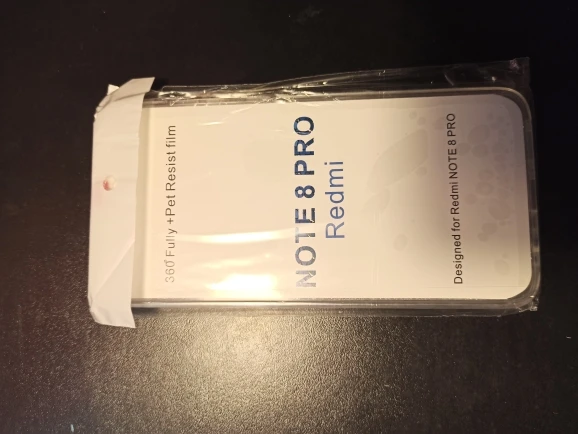 360 Fully +Pet Resist film
NOTE 8 PRO
Redmi
Designed for Redmi NOTE 8 PRO